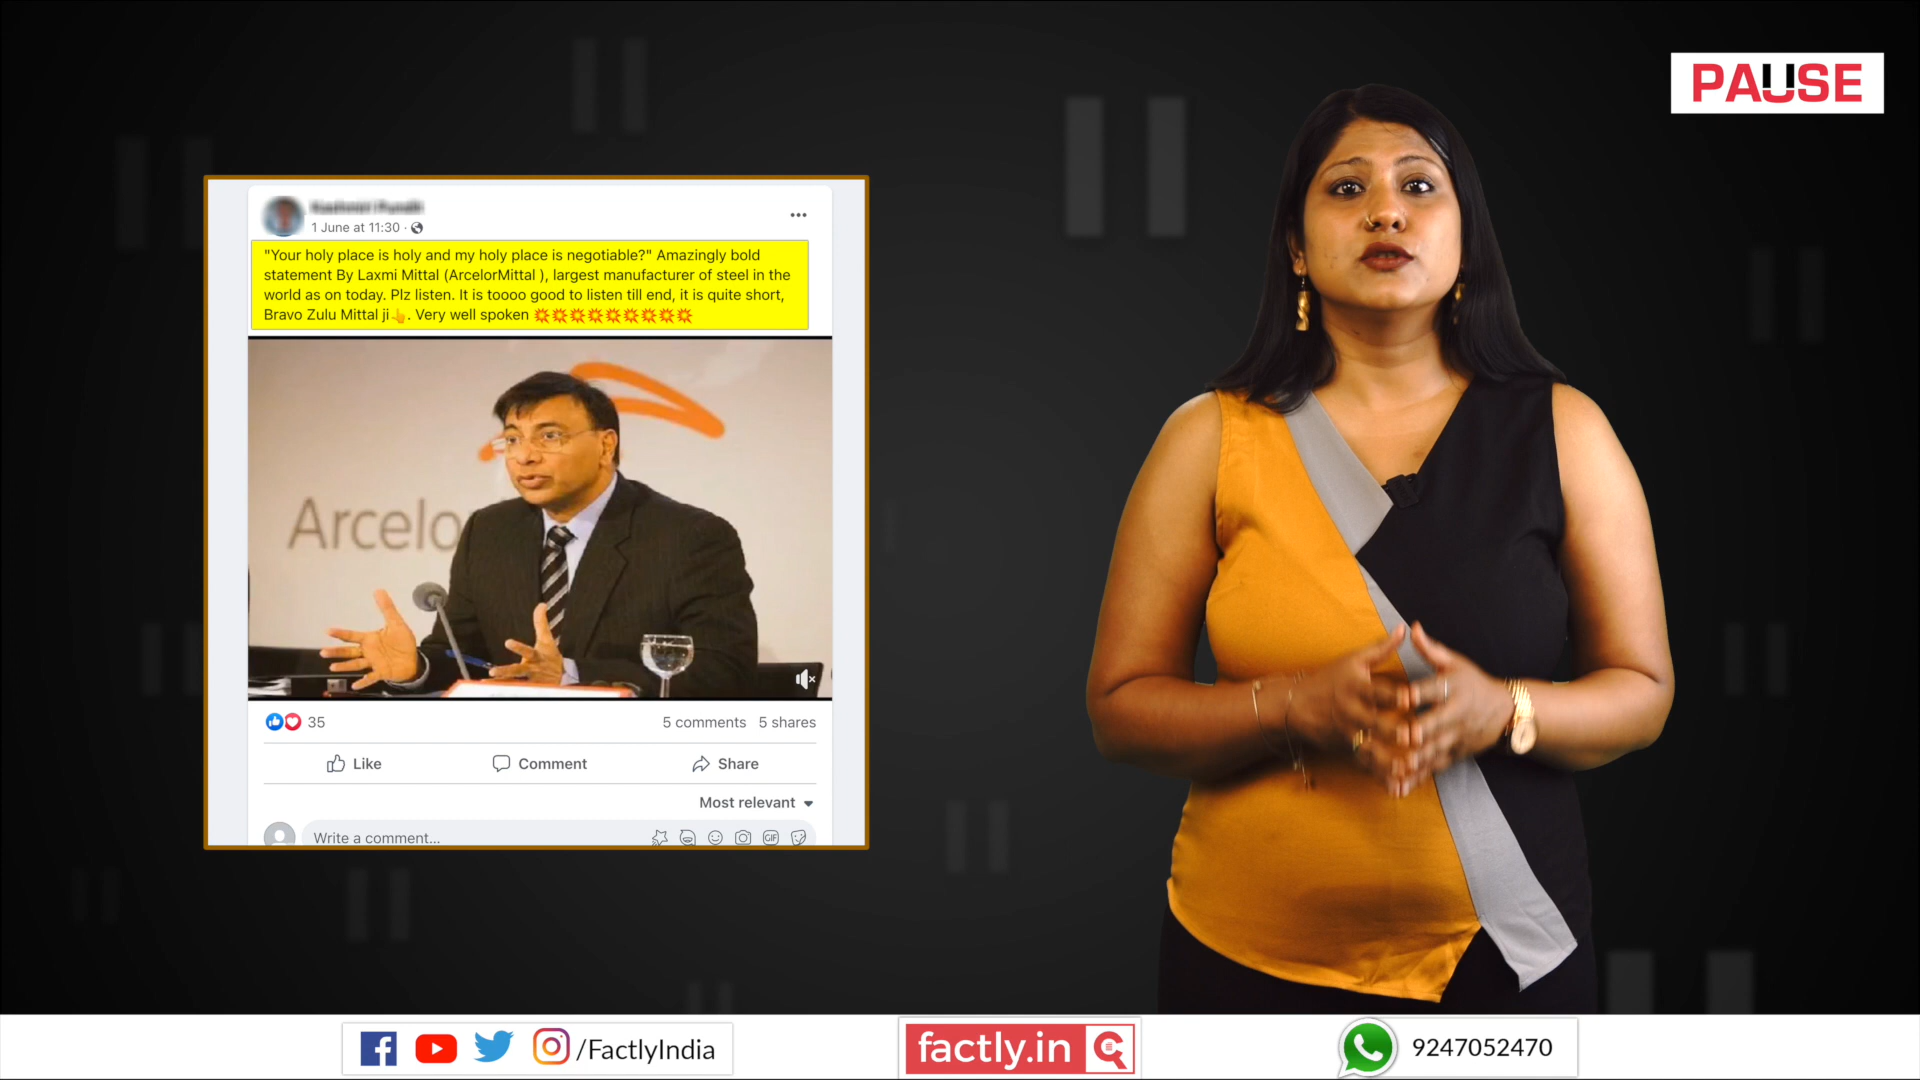 PAUSE
1 June at 11:30
"Your holy place is holy and my holy place is negotiable?" Amazingly bold
statement By Laxmi Mittal (ArcelorMittal ), largest manufacturer of steel in the
world as on today. Plz listen. It is toooo good to listen till end, it is quite short,
Bravo Zulu Mittal ji👆. Very well spoken 💥💥💥💥💥💥💥💥💥
Arcelo
35
5 comments 5 shares
Like Comment Share
Most relevant
Write a comment...
GIF
/FactlyIndia
factly.in
9247052470